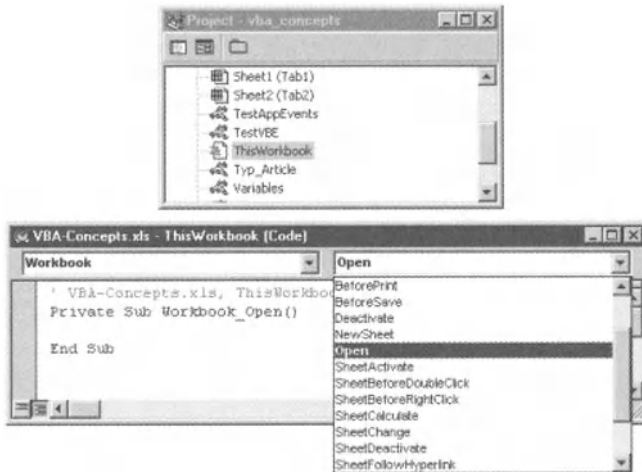 Project - vba_concepts
Sheet1 (Tab1)
Sheet2 (Tab2)
TestAppEvents
TestVBE
ThisWorkbook
Typ_Article
Variables
VBA-Concepts.xls - ThisWorkbook (Code)
Workbook
Open
' VBA-Concepts.xls, ThisWorkboo
Private Sub Workbook_Open()
End Sub
BeforePrint
BeforeSave
Deactivate
NewSheet
Open
SheetActivate
SheetBeforeDoubleClick
SheetBeforeRightClick
SheetCalculate
SheetChange
SheetDeactivate
SheetFollowHyperlink